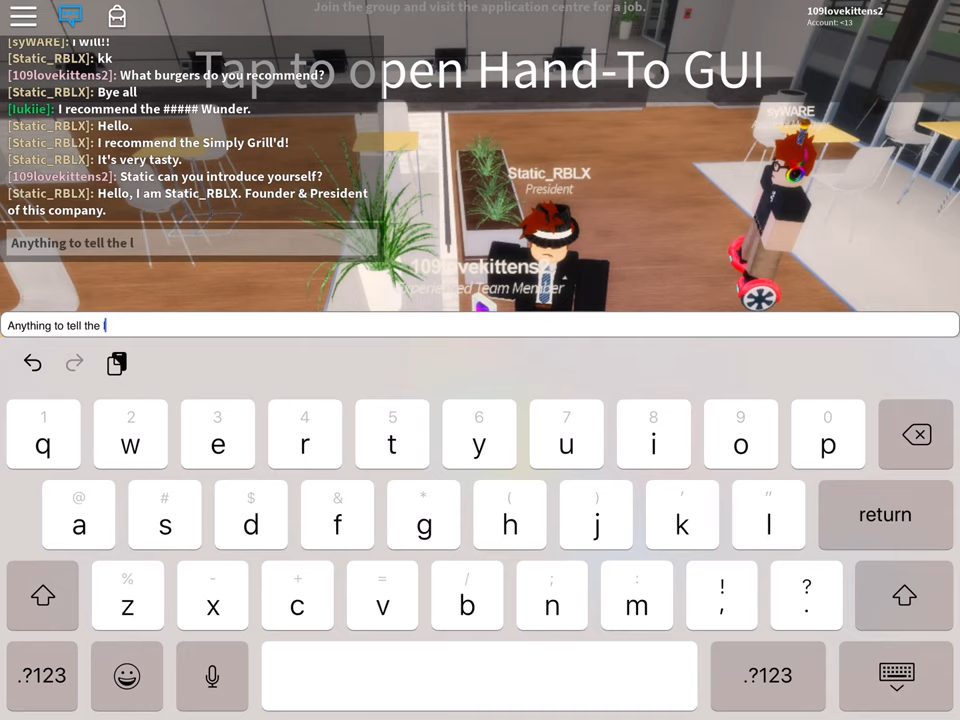 Join the group and visit the application centre for a job.
109lovekittens2
Account: <13
Tap to open Hand-To GUI
[syWARE]: I will!!
[Static_RBLX]: kk
[109lovekittens2]: What burgers do you recommend?
[Static_RBLX]: Bye all
[lukiie]: I recommend the ##### Wunder.
[Static_RBLX]: Hello.
[Static_RBLX]: I recommend the Simply Grill'd!
[Static_RBLX]: It's very tasty.
[109lovekittens2]: Static can you introduce yourself?
[Static_RBLX]: Hello, I am Static_RBLX. Founder & President
of this company.
Anything to tell the l
syWARE
Static_RBLX
President
109lovekittens2
Experienced Team Member
Anything to tell the l
1 2 3 4 5 6 7 8 9 0
q w e r t y u i o p
@ # $ & * ( ) ' "
a s d f g h j k l return
% - + = / ; : ! ?
z x c v b n m , .
.?123 .?123